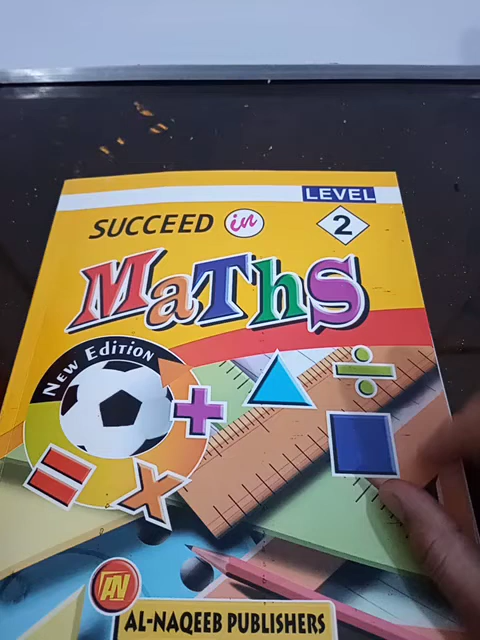 LEVEL
2
SUCCEED in
MaThS
NEW EDITION
AN
AL-NAQEEB PUBLISHERS